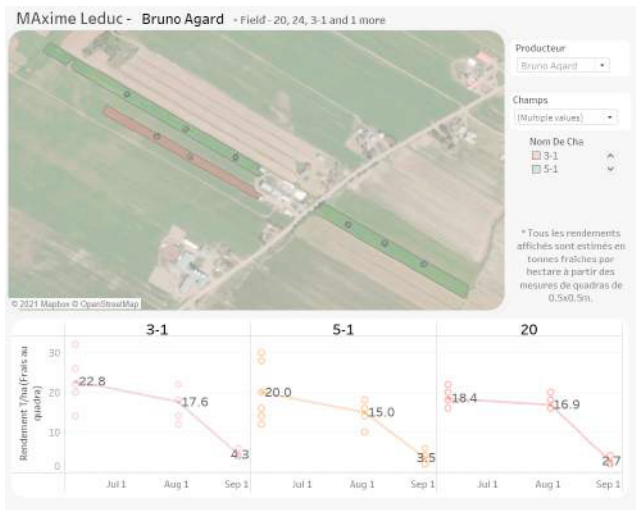 MAxime Leduc - Bruno Agard - Field - 20, 24, 3-1 and 1 more
Producteur
Bruno Agard
Champs
(Multiple values)
Nom De Cha
3-1
5-1
* Tous les rendements
affichés sont estimés en
tonnes fraîches par
hectare à partir des
mesures de quadras de
0.5x0.5m.
© 2021 Mapbox © OpenStreetMap
3-1
5-1
20
Rendement T/ha(Frais au
quadra)
30
20
10
0
22.8
17.6
4.3
20.0
15.0
3.5
18.4
16.9
2.7
Jul 1
Aug 1
Sep 1
Jul 1
Aug 1
Sep 1
Jul 1
Aug 1
Sep 1